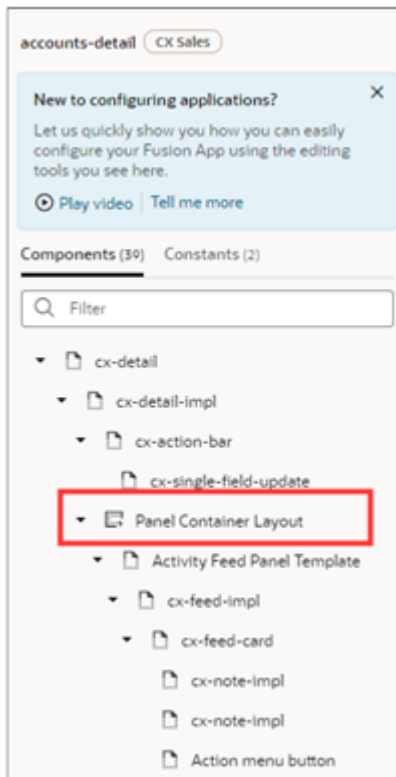 accounts-detail CX Sales
New to configuring applications?
Let us quickly show you how you can easily
configure your Fusion App using the editing
tools you see here.
Play video Tell me more
Components (39) Constants (2)
Filter
cx-detail
cx-detail-impl
cx-action-bar
cx-single-field-update
Panel Container Layout
Activity Feed Panel Template
cx-feed-impl
cx-feed-card
cx-note-impl
cx-note-impl
Action menu button